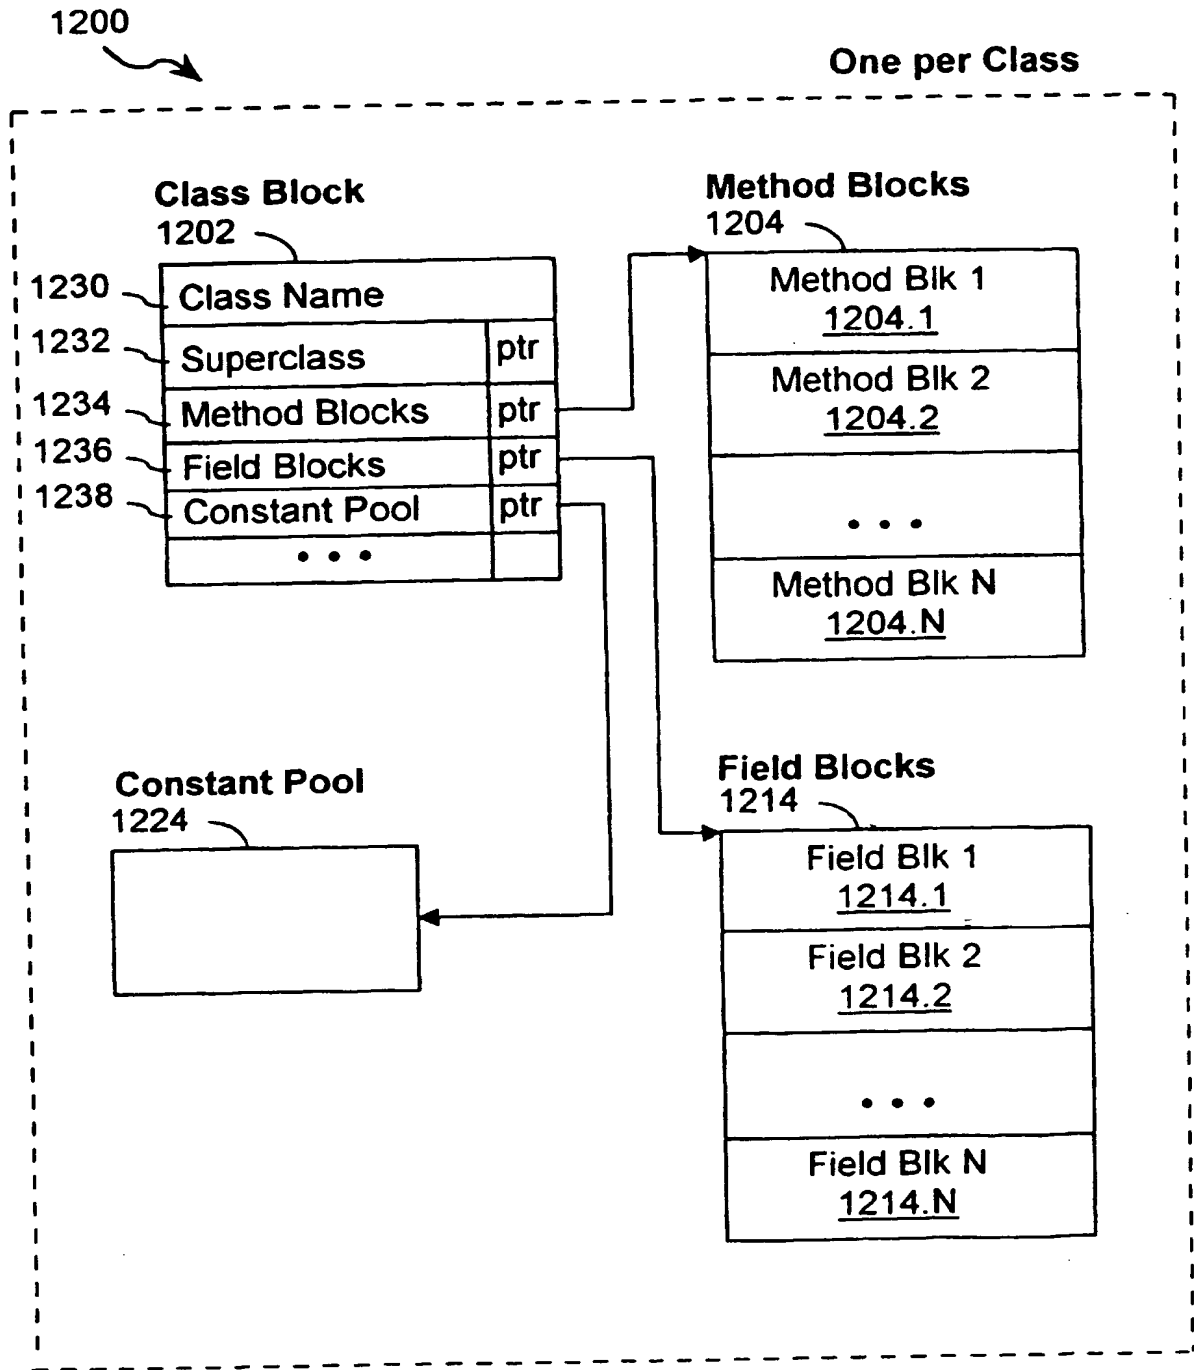 1200
One per Class
Class Block
1202
1230
Class Name
1232
Superclass ptr
1234
Method Blocks ptr
1236
Field Blocks ptr
1238
Constant Pool ptr
• • •
Method Blocks
1204
Method Blk 1
1204.1
Method Blk 2
1204.2
• • •
Method Blk N
1204.N
Constant Pool
1224
Field Blocks
1214
Field Blk 1
1214.1
Field Blk 2
1214.2
• • •
Field Blk N
1214.N